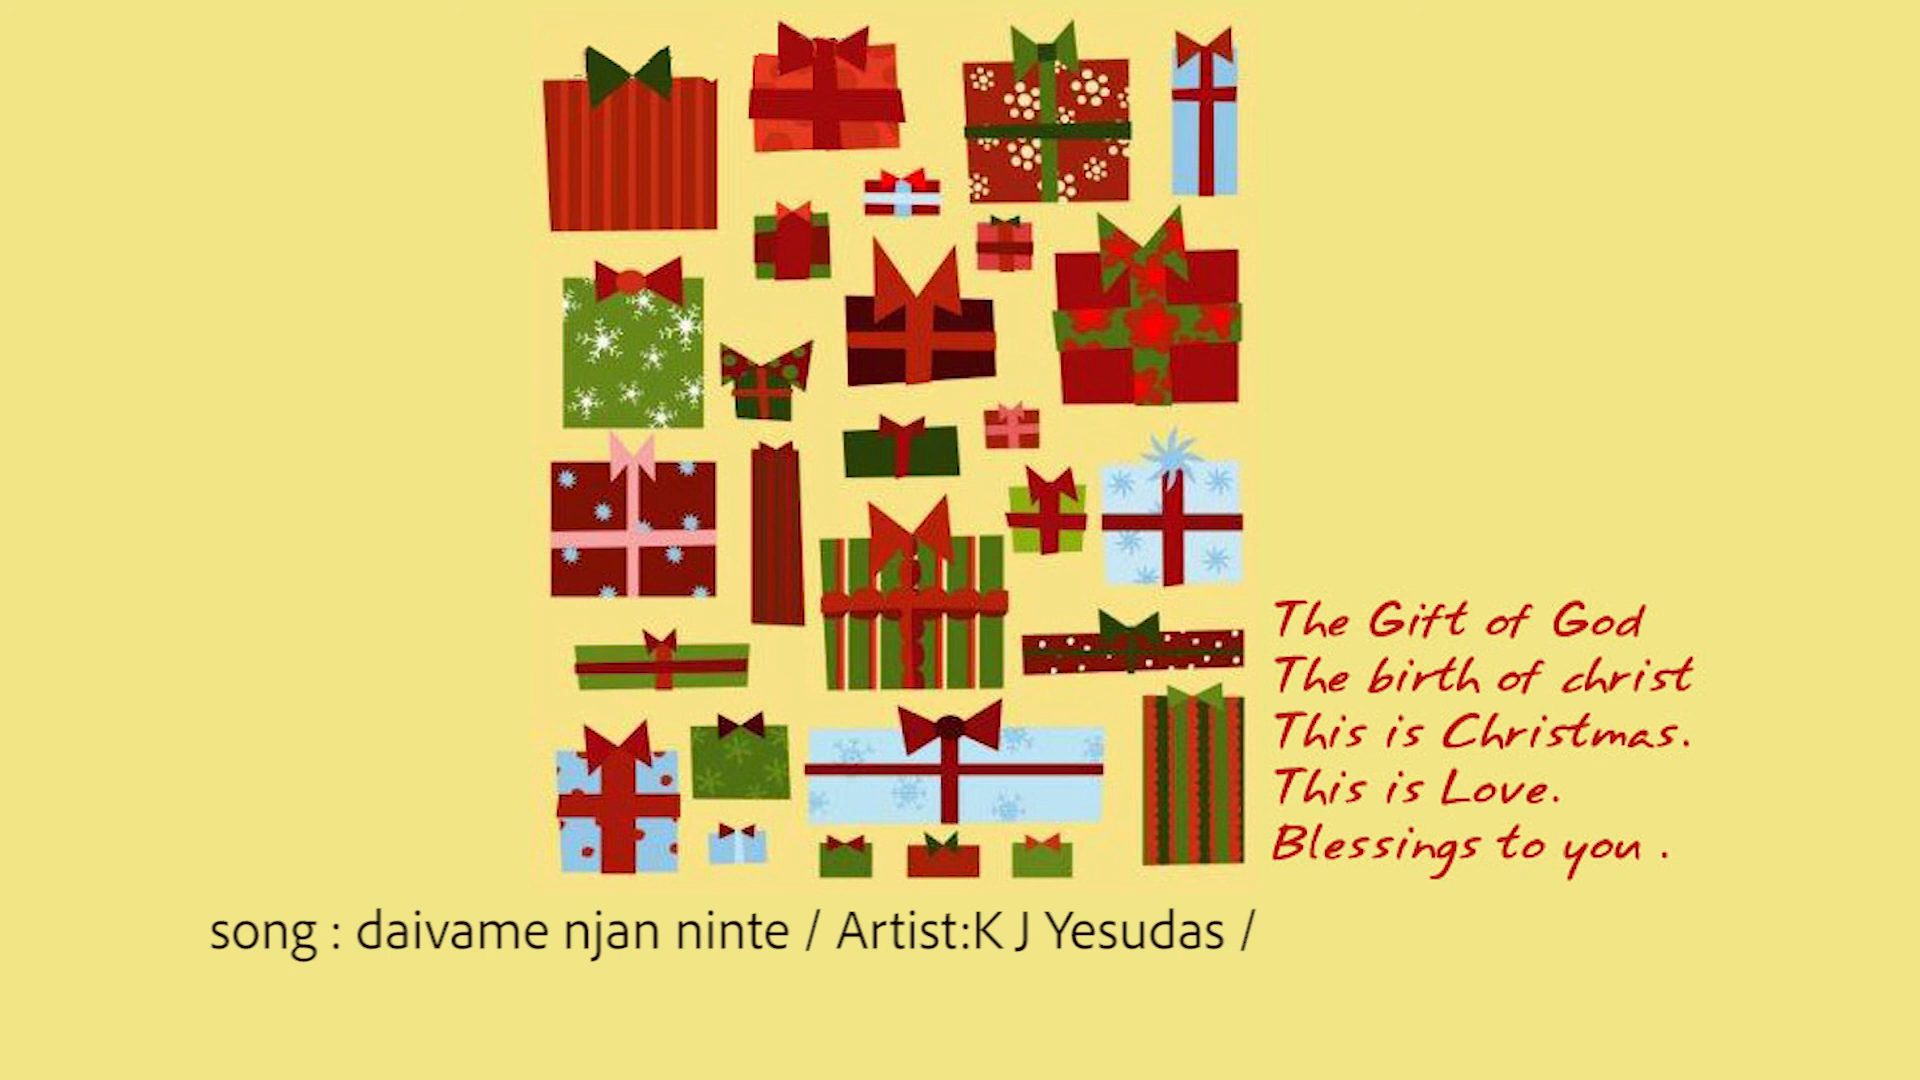 The Gift of God
The birth of christ
This is Christmas.
This is Love.
Blessings to you .
song : daivame njan ninte / Artist:K J Yesudas /